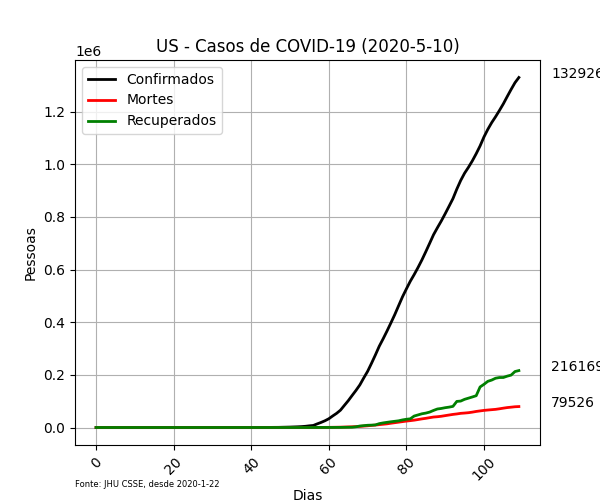 US - Casos de COVID-19 (2020-5-10)
1e6
Confirmados
Mortes
Recuperados
132926
1.2
1.0
0.8
0.6
0.4
0.2
0.0
216169
79526
Pessoas
0
20
40
60
80
100
Dias
Fonte: JHU CSSE, desde 2020-1-22